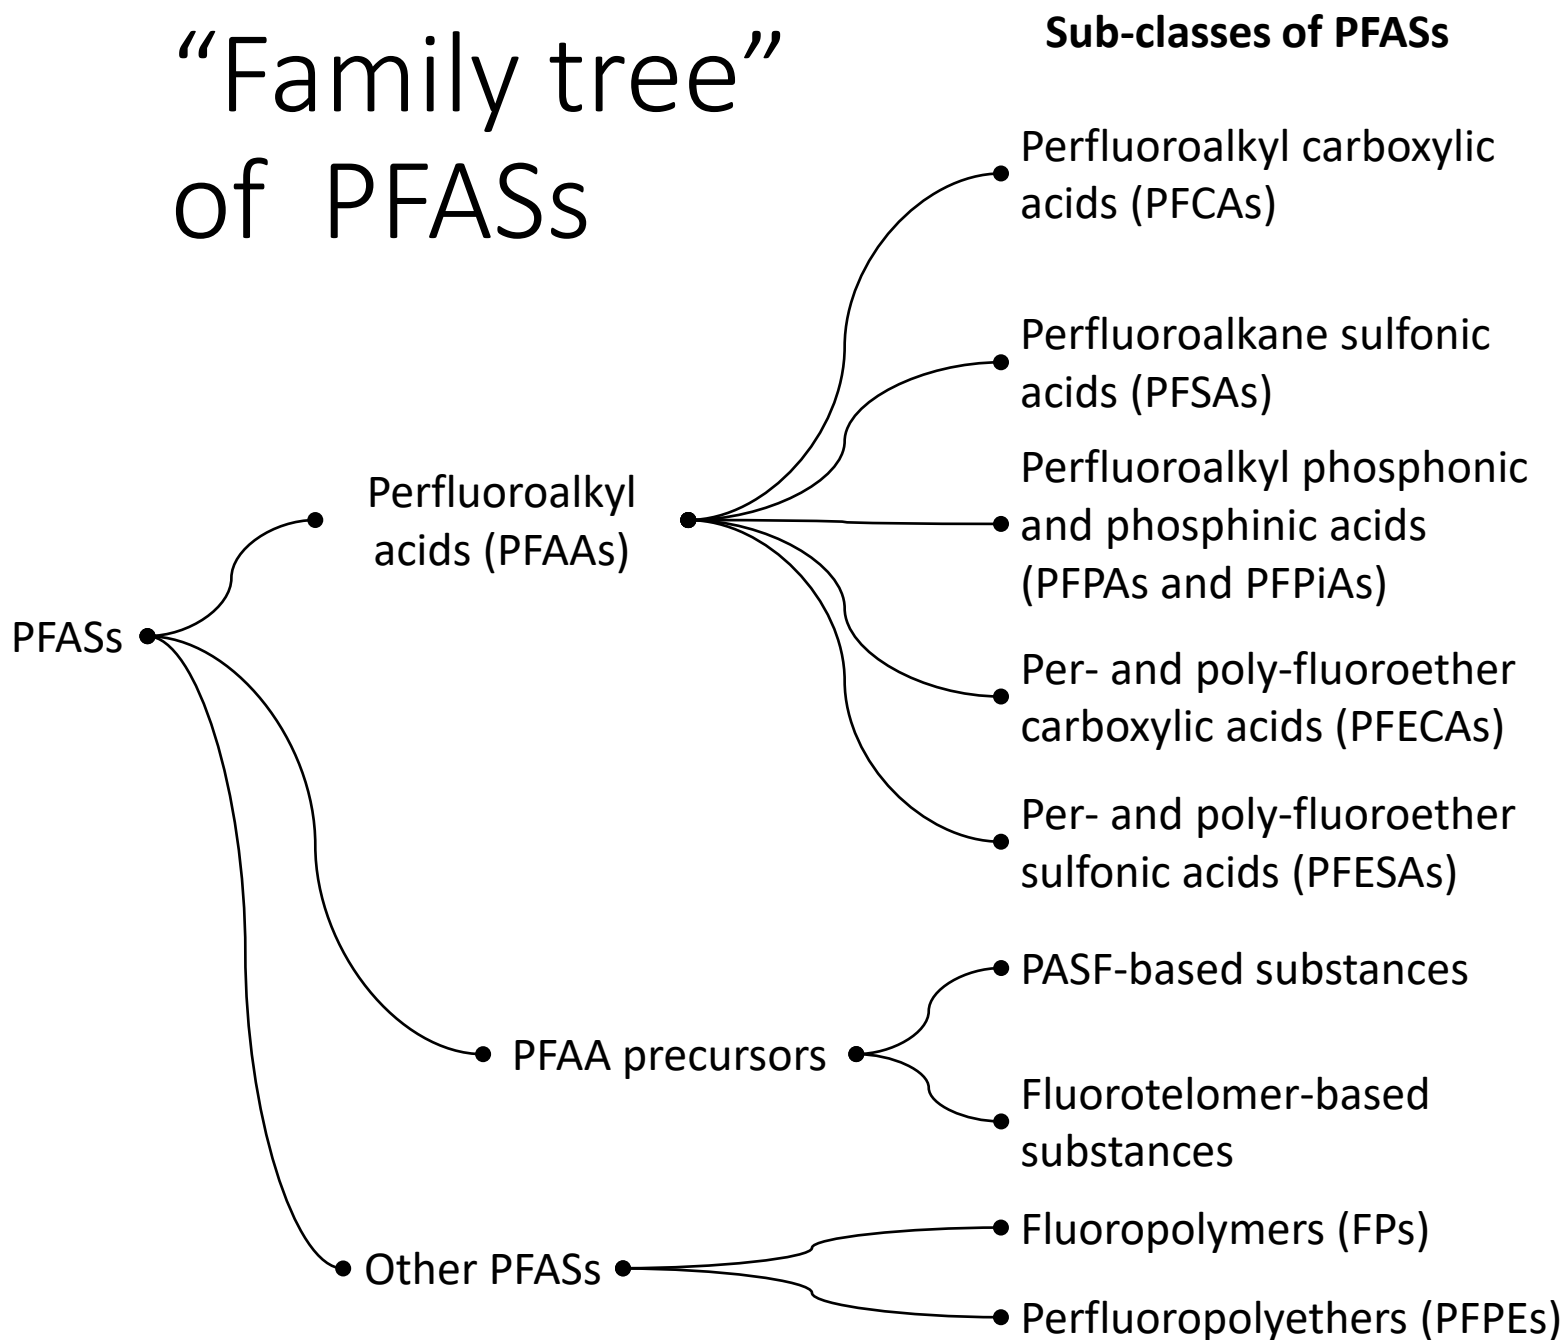 “Family tree”
of PFASs
Sub-classes of PFASs
Perfluoroalkyl carboxylic
acids (PFCAs)
Perfluoroalkane sulfonic
acids (PFSAs)
Perfluoroalkyl
acids (PFAAs)
Perfluoroalkyl phosphonic
and phosphinic acids
(PFPAs and PFPiAs)
PFASs
Per- and poly-fluoroether
carboxylic acids (PFECAs)
Per- and poly-fluoroether
sulfonic acids (PFESAs)
PFAA precursors
PASF-based substances
Fluorotelomer-based
substances
Other PFASs
Fluoropolymers (FPs)
Perfluoropolyethers (PFPEs)